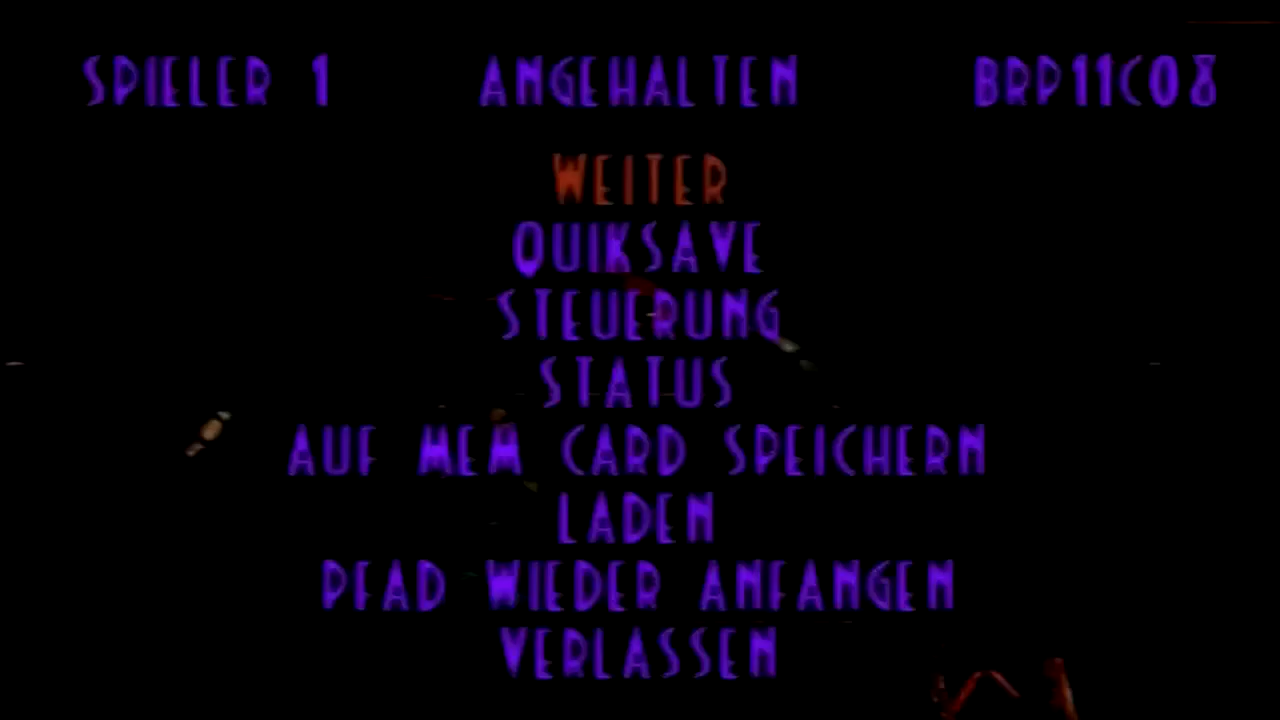 SPIELER 1 ANGEHALTEN BRP11C08
WEITER
QUIKSAVE
STEUERUNG
STATUS
AUF MEM CARD SPEICHERN
LADEN
PFAD WIEDER ANFANGEN
VERLASSEN